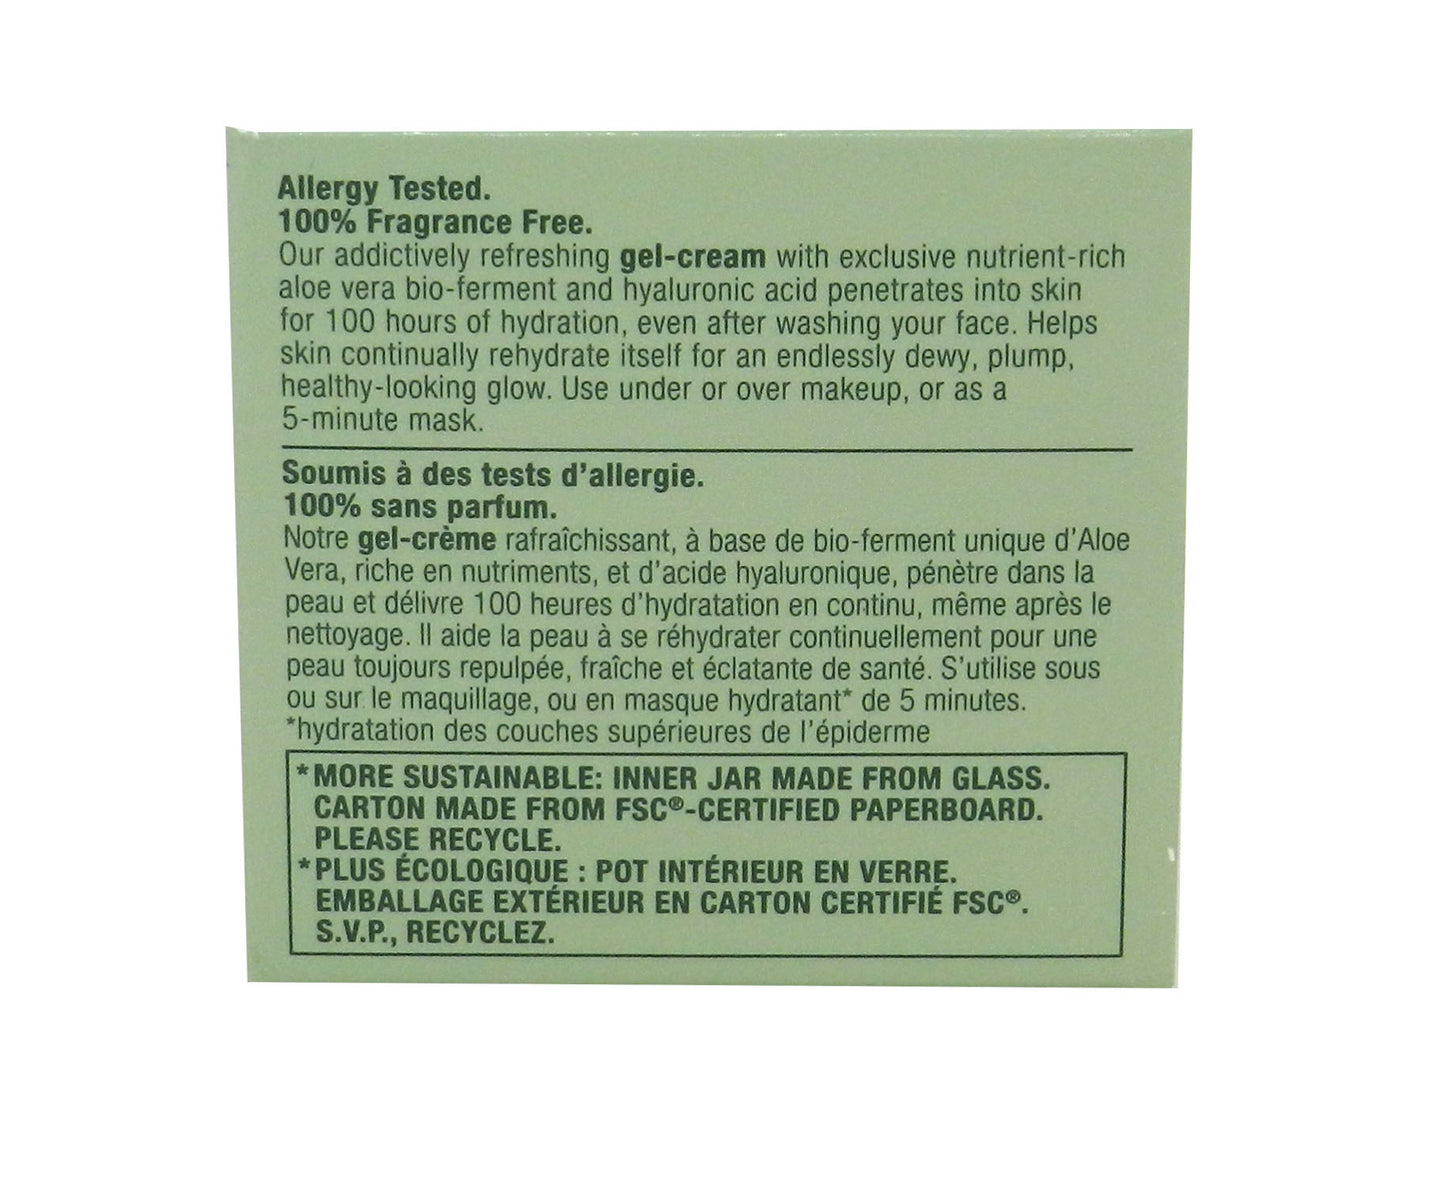 Allergy Tested.
100% Fragrance Free.
Our addictively refreshing gel-cream with exclusive nutrient-rich
aloe vera bio-ferment and hyaluronic acid penetrates into skin
for 100 hours of hydration, even after washing your face. Helps
skin continually rehydrate itself for an endlessly dewy, plump,
healthy-looking glow. Use under or over makeup, or as a
5-minute mask.
Soumis à des tests d'allergie.
100% sans parfum.
Notre gel-crème rafraîchissant, à base de bio-ferment unique d'Aloe
Vera, riche en nutriments, et d'acide hyaluronique, pénètre dans la
peau et délivre 100 heures d'hydratation en continu, même après le
nettoyage. Il aide la peau à se réhydrater continuellement pour une
peau toujours repulpée, fraîche et éclatante de santé. S'utilise sous
ou sur le maquillage, ou en masque hydratant* de 5 minutes.
*hydratation des couches supérieures de l'épiderme
*MORE SUSTAINABLE: INNER JAR MADE FROM GLASS.
CARTON MADE FROM FSC®-CERTIFIED PAPERBOARD.
PLEASE RECYCLE.
*PLUS ÉCOLOGIQUE : POT INTÉRIEUR EN VERRE.
EMBALLAGE EXTÉRIEUR EN CARTON CERTIFIÉ FSC®.
S.V.P., RECYCLEZ.